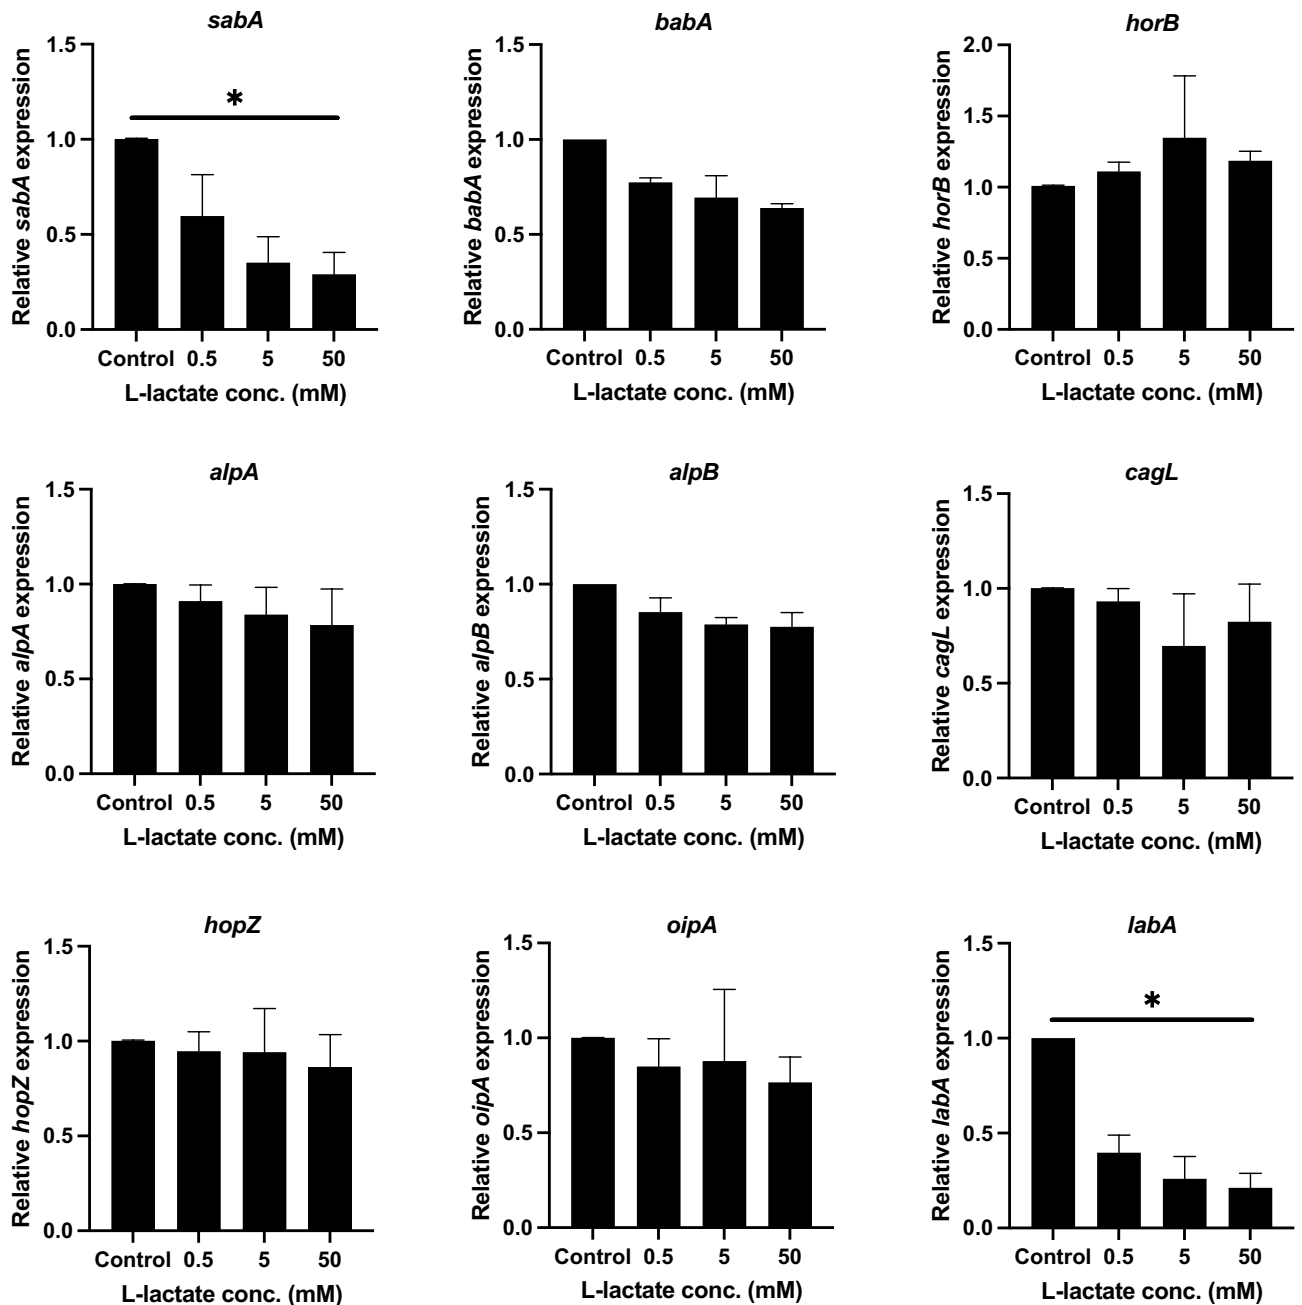 sabA
Relative sabA expression
1.5
1.0
0.5
0.0
*
Control 0.5 5 50
L-lactate conc. (mM)
babA
Relative babA expression
1.5
1.0
0.5
0.0
Control 0.5 5 50
L-lactate conc. (mM)
horB
Relative horB expression
2.0
1.5
1.0
0.5
0.0
Control 0.5 5 50
L-lactate conc. (mM)
alpA
Relative alpA expression
1.5
1.0
0.5
0.0
Control 0.5 5 50
L-lactate conc. (mM)
alpB
Relative alpB expression
1.5
1.0
0.5
0.0
Control 0.5 5 50
L-lactate conc. (mM)
cagL
Relative cagL expression
1.5
1.0
0.5
0.0
Control 0.5 5 50
L-lactate conc. (mM)
hopZ
Relative hopZ expression
1.5
1.0
0.5
0.0
Control 0.5 5 50
L-lactate conc. (mM)
oipA
Relative oipA expression
1.5
1.0
0.5
0.0
Control 0.5 5 50
L-lactate conc. (mM)
labA
Relative labA expression
1.5
1.0
0.5
0.0
*
Control 0.5 5 50
L-lactate conc. (mM)